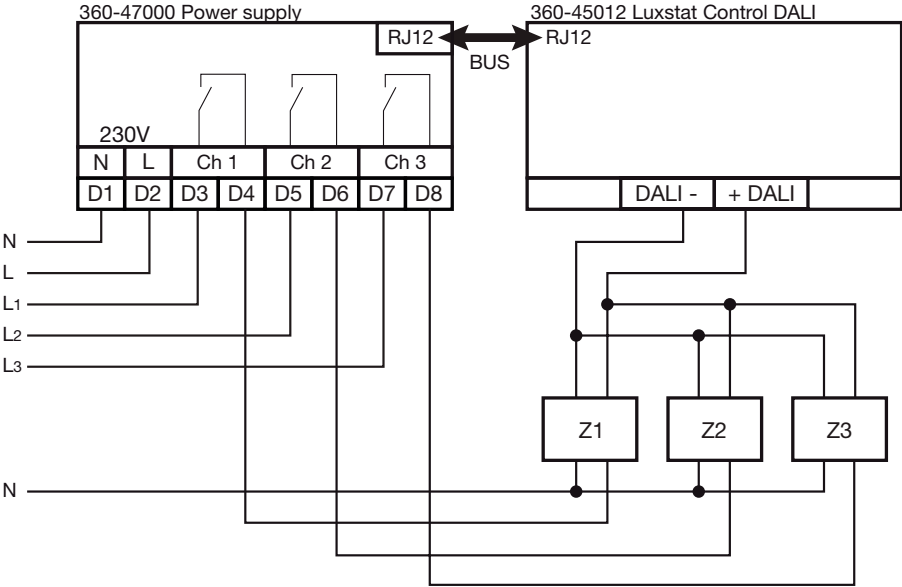 360-47000 Power supply
360-45012 Luxstat Control DALI
RJ12
RJ12
BUS
230V
N L Ch 1 Ch 2 Ch 3
D1 D2 D3 D4 D5 D6 D7 D8
DALI - + DALI
N
L
L1
L2
L3
Z1 Z2 Z3
N